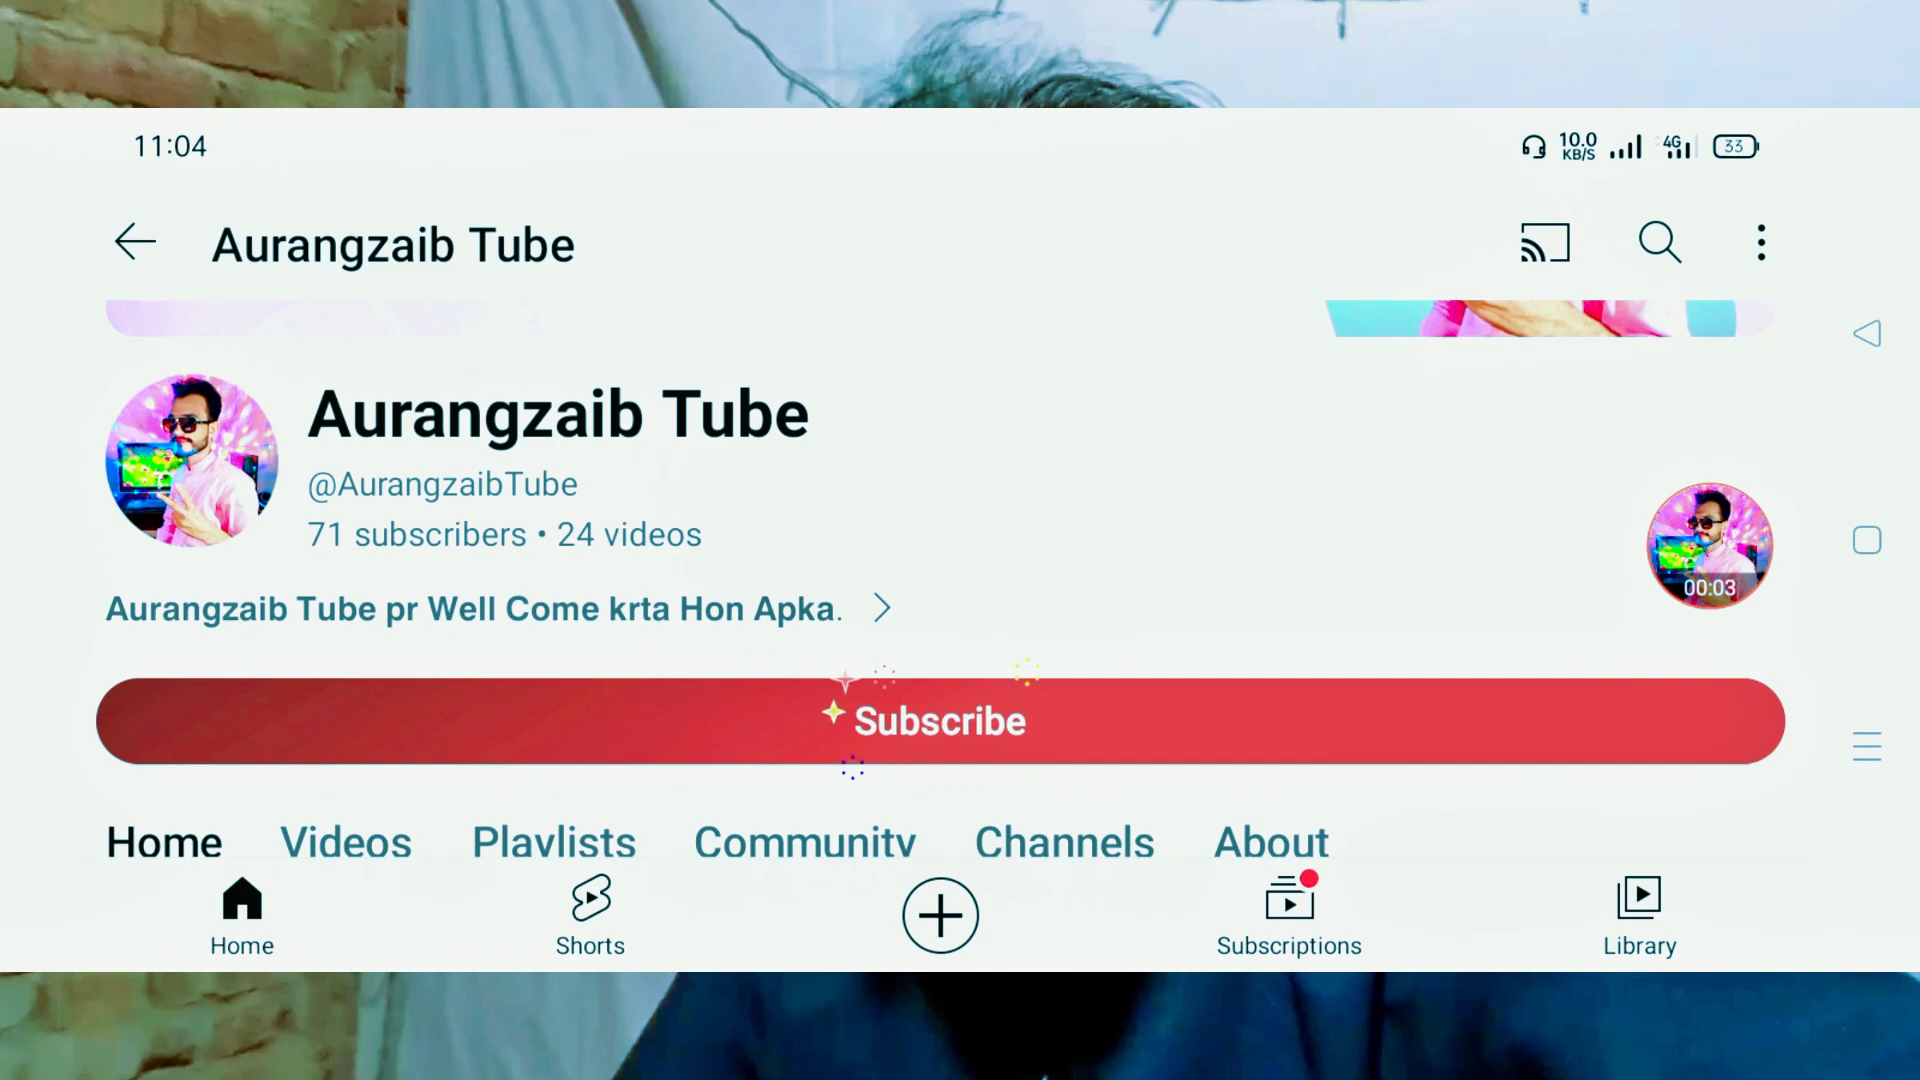 11:04
10.0
KB/S
4G
33
Aurangzaib Tube
Aurangzaib Tube
@AurangzaibTube
71 subscribers • 24 videos
Aurangzaib Tube pr Well Come krta Hon Apka.
00:03
Subscribe
Home Videos Playlists Community Channels About
Home Shorts Subscriptions Library